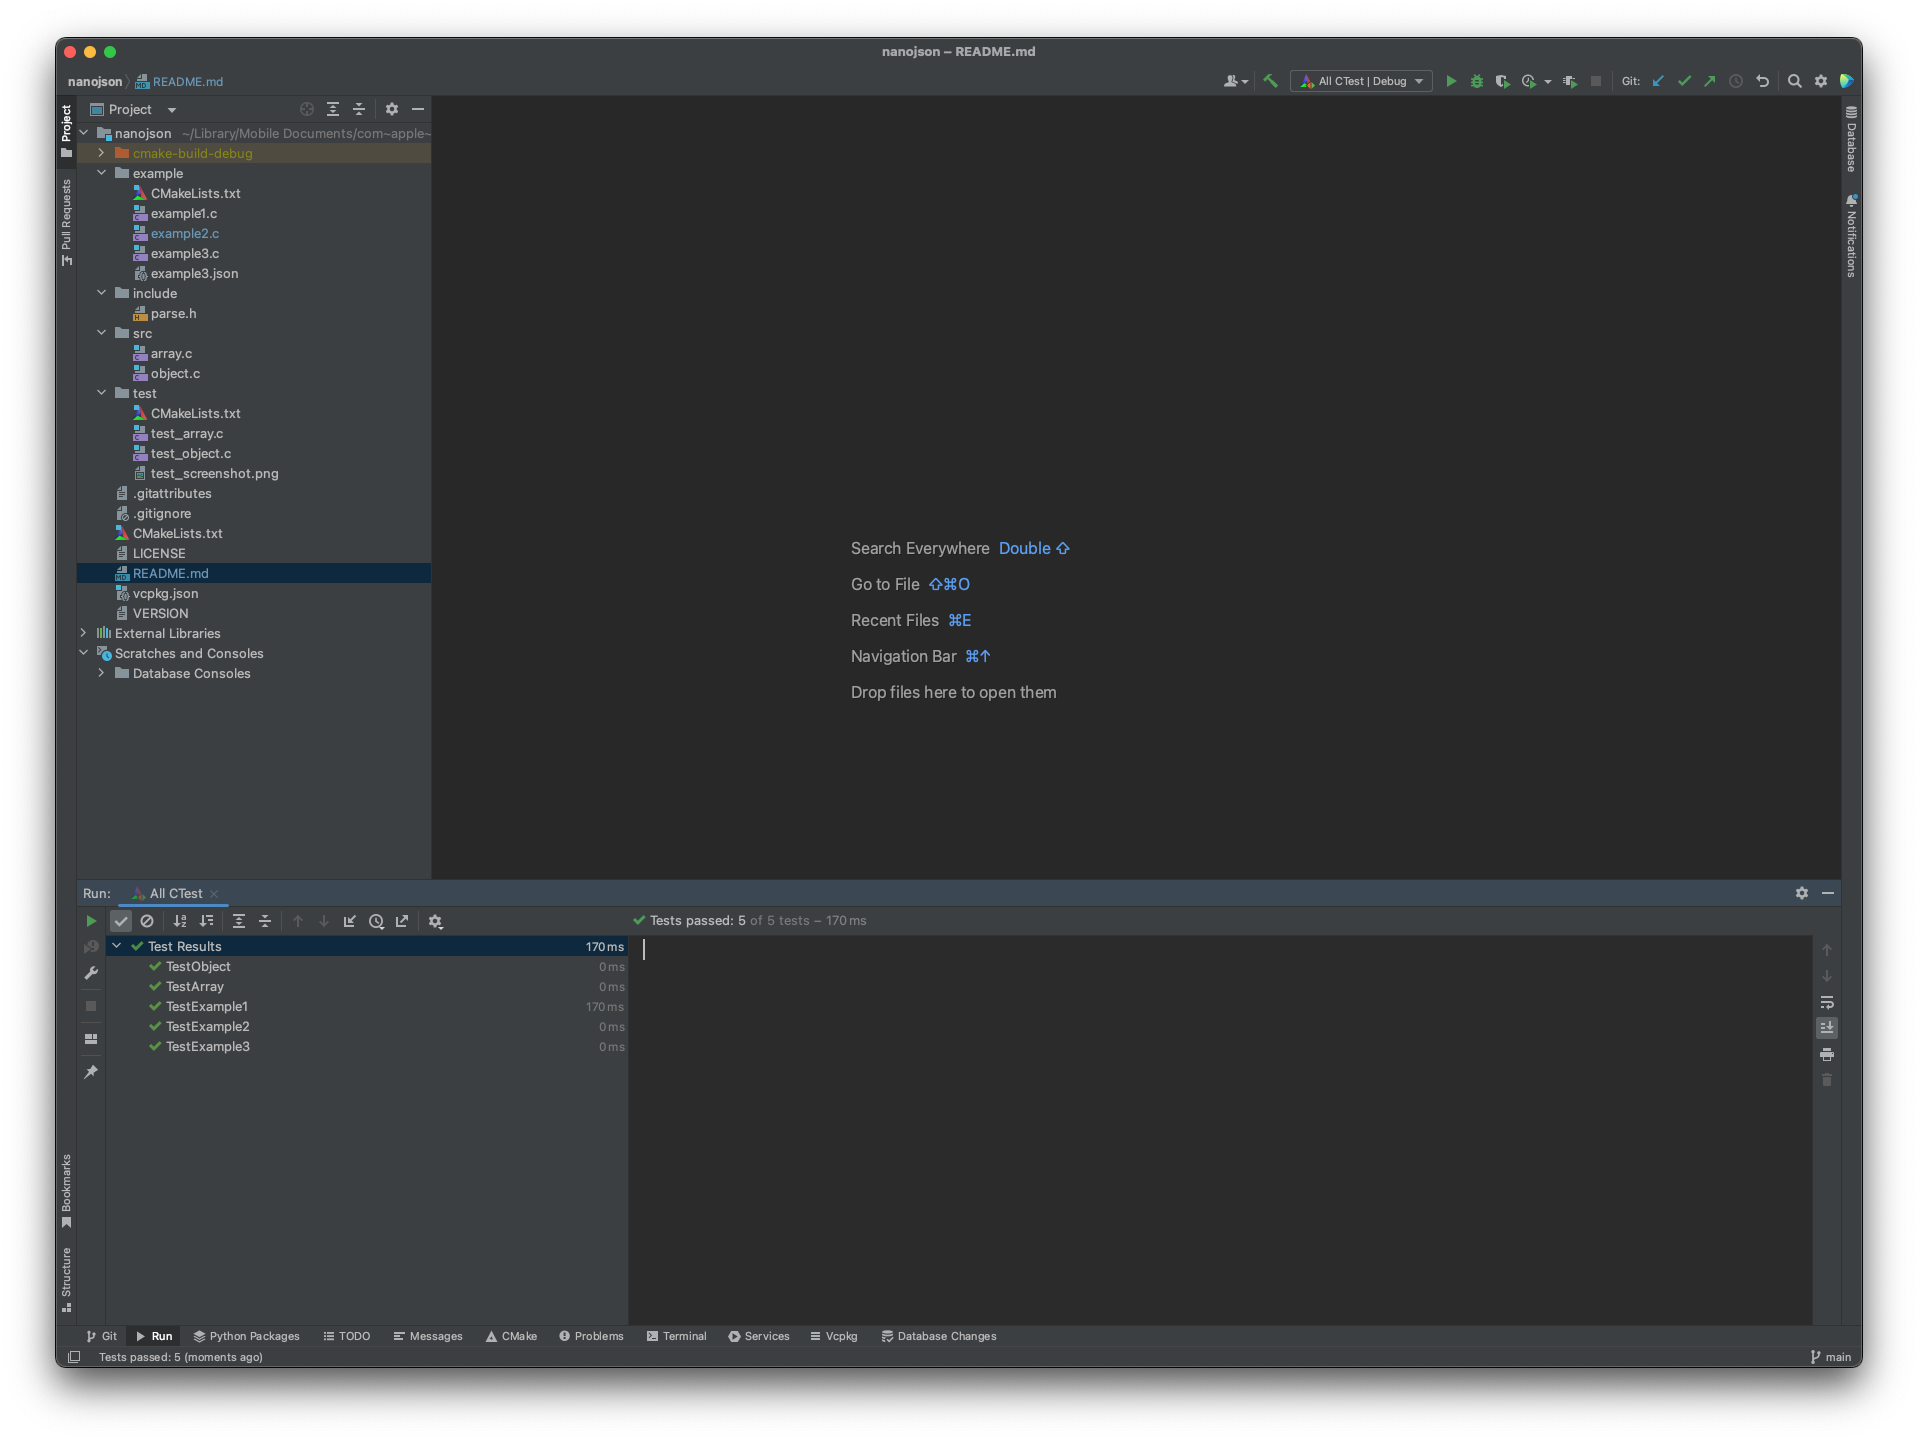 nanojson – README.md
nanojson README.md
All CTest | Debug
Git:
Project
nanojson ~/Library/Mobile Documents/com~apple~
cmake-build-debug
example
CMakeLists.txt
example1.c
example2.c
example3.c
example3.json
include
parse.h
src
array.c
object.c
test
CMakeLists.txt
test_array.c
test_object.c
test_screenshot.png
.gitattributes
.gitignore
CMakeLists.txt
LICENSE
README.md
vcpkg.json
VERSION
External Libraries
Scratches and Consoles
Database Consoles
Project
Pull Requests
Bookmarks
Structure
Database
Notifications
Search Everywhere Double ⇧
Go to File ⇧⌘O
Recent Files ⌘E
Navigation Bar ⌘↑
Drop files here to open them
Run: All CTest
Tests passed: 5 of 5 tests – 170 ms
Test Results 170 ms
TestObject 0 ms
TestArray 0 ms
TestExample1 170 ms
TestExample2 0 ms
TestExample3 0 ms
Git Run Python Packages TODO Messages CMake Problems Terminal Services Vcpkg Database Changes
Tests passed: 5 (moments ago) main